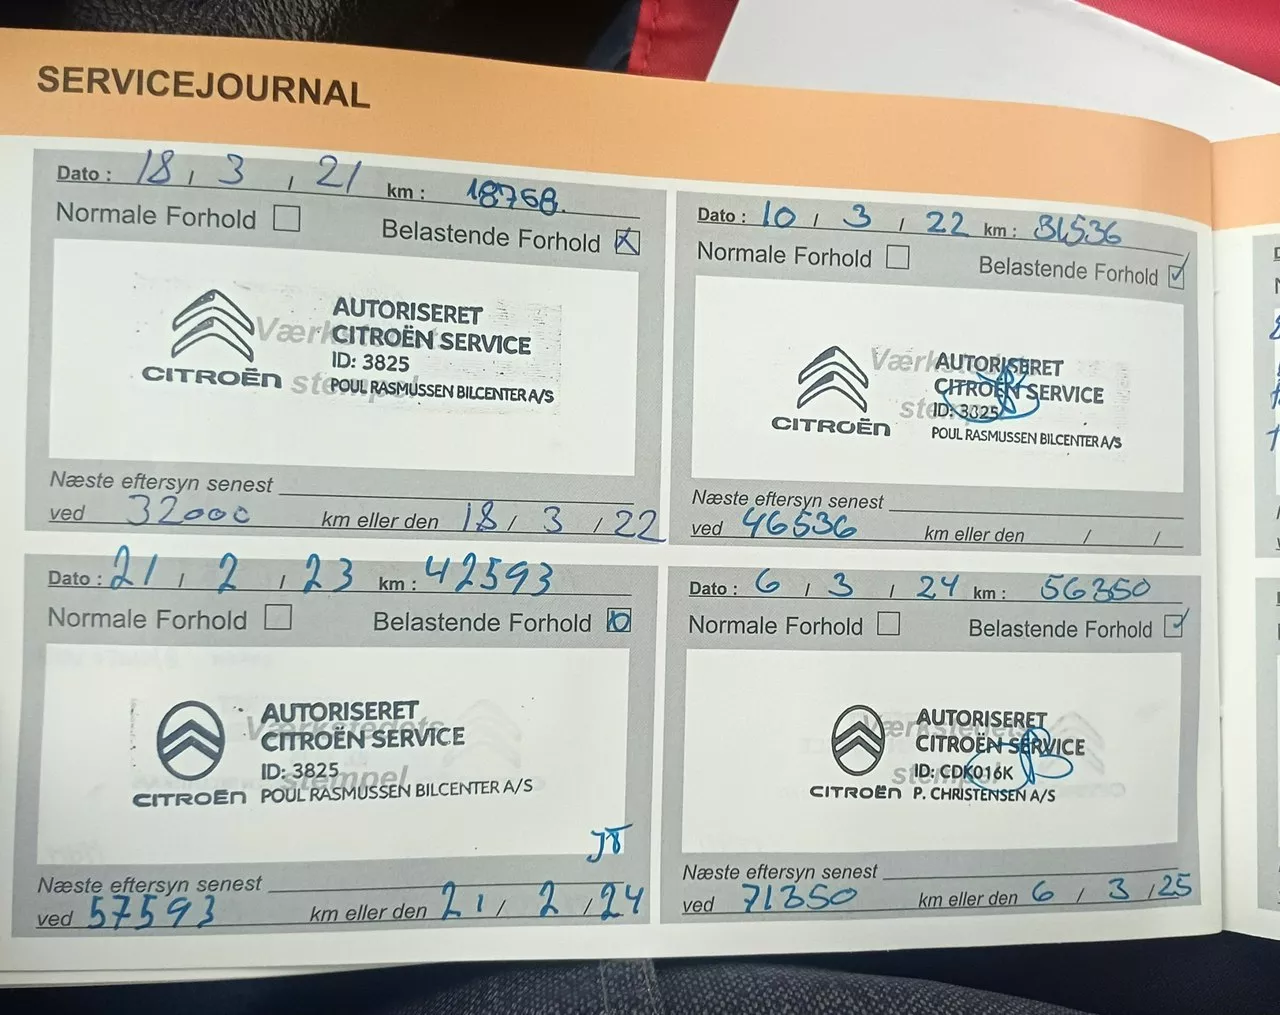 SERVICEJOURNAL
Dato : 18 / 3 / 21 km : 18768.
Normale Forhold Belastende Forhold X
AUTORISERET
CITROËN SERVICE
ID: 3825
CITROËN POUL RASMUSSEN BILCENTER A/S
Næste eftersyn senest
ved 32000 km eller den 18 / 3 / 22
Dato : 10 / 3 / 22 km : 31536
Normale Forhold Belastende Forhold ✓
AUTORISERET
CITROËN SERVICE
ID: 3825
CITROËN POUL RASMUSSEN BILCENTER A/S
Næste eftersyn senest
ved 46536 km eller den / /
Dato : 21 / 2 / 23 km : 42593
Normale Forhold Belastende Forhold
Værkstedets
stempel
AUTORISERET
CITROËN SERVICE
ID: 3825
CITROËN POUL RASMUSSEN BILCENTER A/S
Næste eftersyn senest
ved 57593 km eller den 21 / 2 / 24
Dato : 6 / 3 / 24 km : 56350
Normale Forhold Belastende Forhold ✓
AUTORISERET
CITROËN SERVICE
ID: CDK016K
CITROËN P. CHRISTENSEN A/S
Næste eftersyn senest
ved 71350 km eller den 6 / 3 / 25